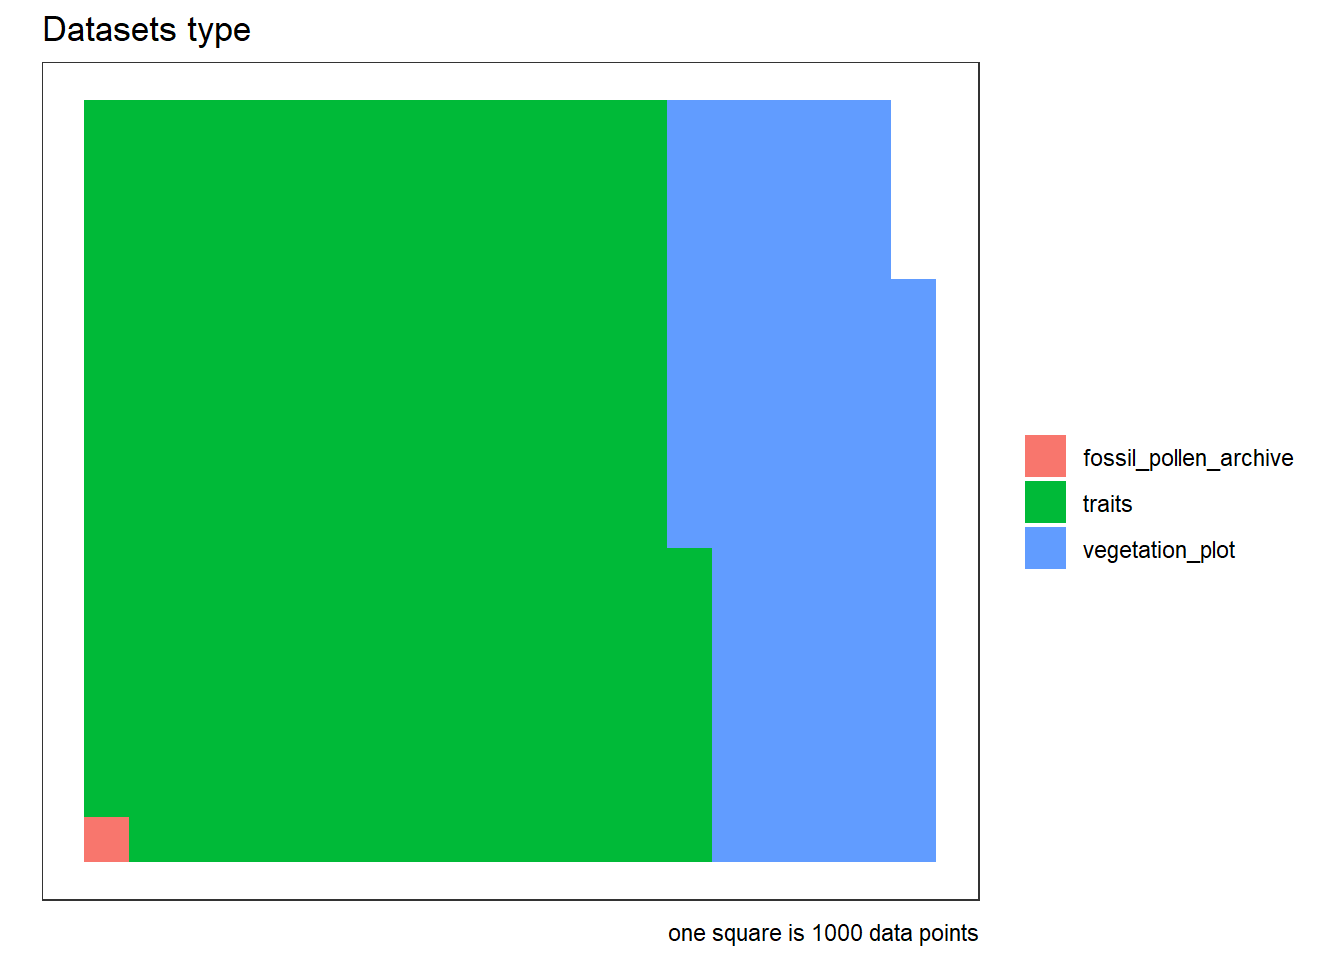 Datasets type
fossil_pollen_archive
traits
vegetation_plot
one square is 1000 data points